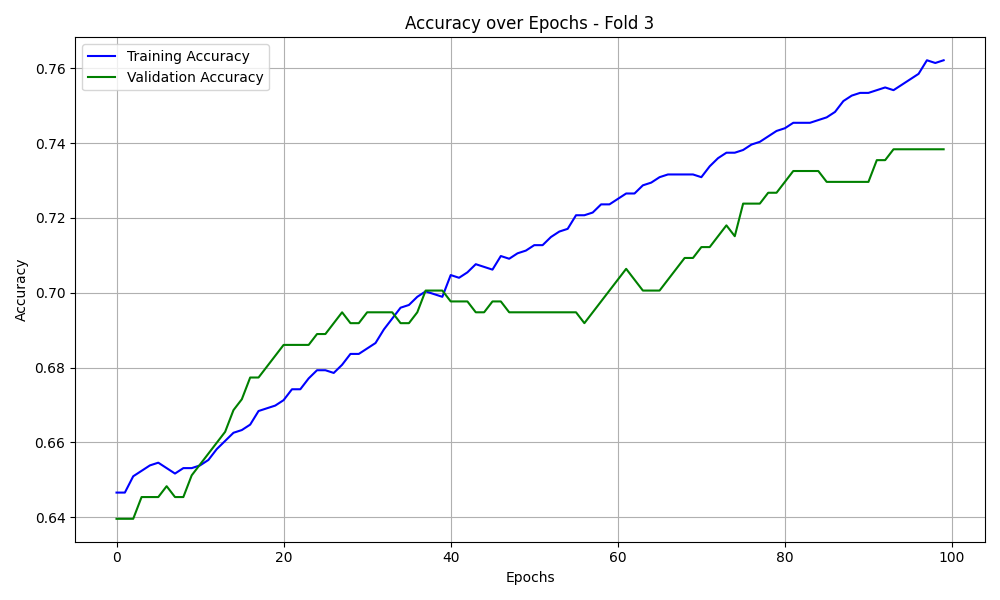 Accuracy over Epochs - Fold 3
Training Accuracy
Validation Accuracy
Accuracy
0.76
0.74
0.72
0.70
0.68
0.66
0.64
0 20 40 60 80 100
Epochs